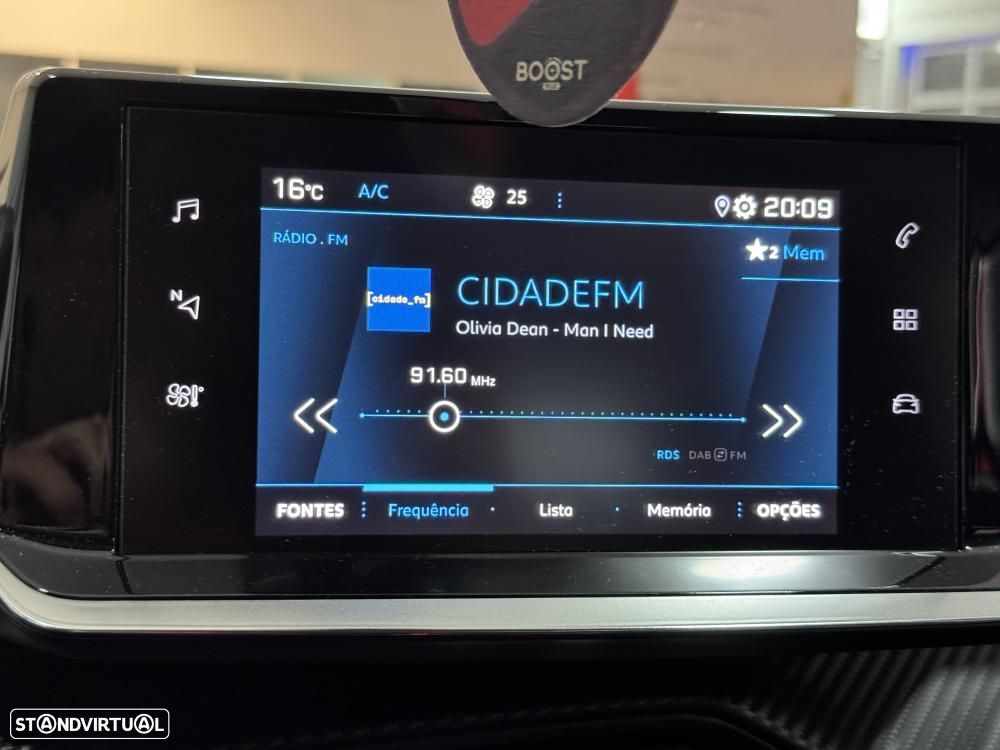 BOOST
PLUS
16°C A/C 25 20:09
RÁDIO . FM
2 Mem
[cidade_fm]
CIDADEFM
Olivia Dean - Man I Need
91.60 MHz
N
RDS DAB FM
FONTES Frequência Lista Memória OPÇÕES
STANDVIRTUAL